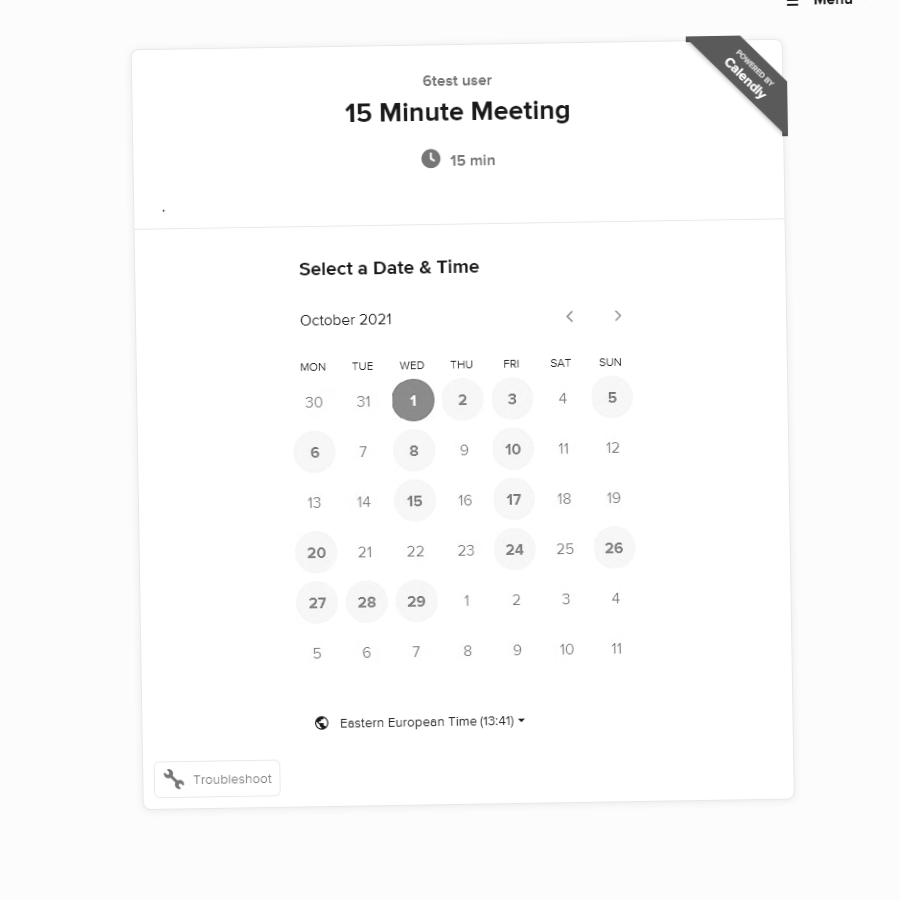 Menu
POWERED BY
Calendly
6test user
15 Minute Meeting
15 min
.
Select a Date & Time
October 2021
MON TUE WED THU FRI SAT SUN
30 31 1 2 3 4 5
6 7 8 9 10 11 12
13 14 15 16 17 18 19
20 21 22 23 24 25 26
27 28 29 1 2 3 4
5 6 7 8 9 10 11
Eastern European Time (13:41)
Troubleshoot